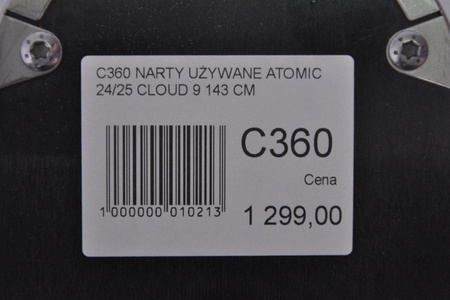 C360 NARTY UŻYWANE ATOMIC
24/25 CLOUD 9 143 CM
C360
Cena
1 299,00
1 000000 010213